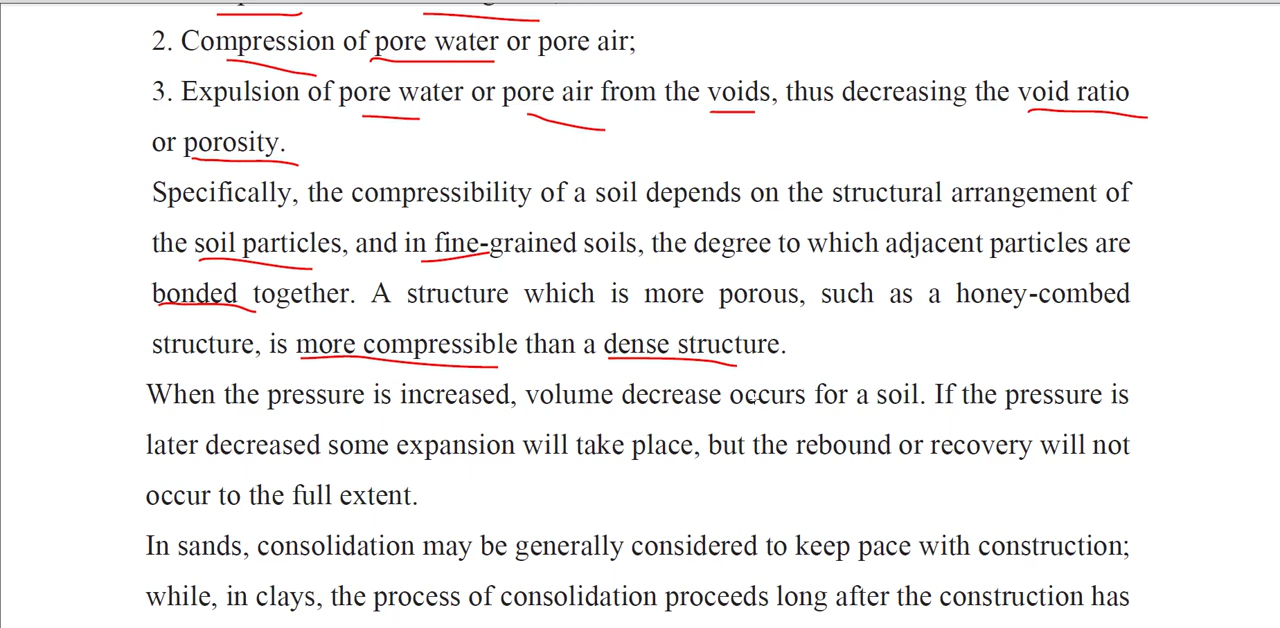 2. Compression of pore water or pore air;
3. Expulsion of pore water or pore air from the voids, thus decreasing the void ratio
or porosity.
Specifically, the compressibility of a soil depends on the structural arrangement of
the soil particles, and in fine-grained soils, the degree to which adjacent particles are
bonded together. A structure which is more porous, such as a honey-combed
structure, is more compressible than a dense structure.
When the pressure is increased, volume decrease occurs for a soil. If the pressure is
later decreased some expansion will take place, but the rebound or recovery will not
occur to the full extent.
In sands, consolidation may be generally considered to keep pace with construction;
while, in clays, the process of consolidation proceeds long after the construction has